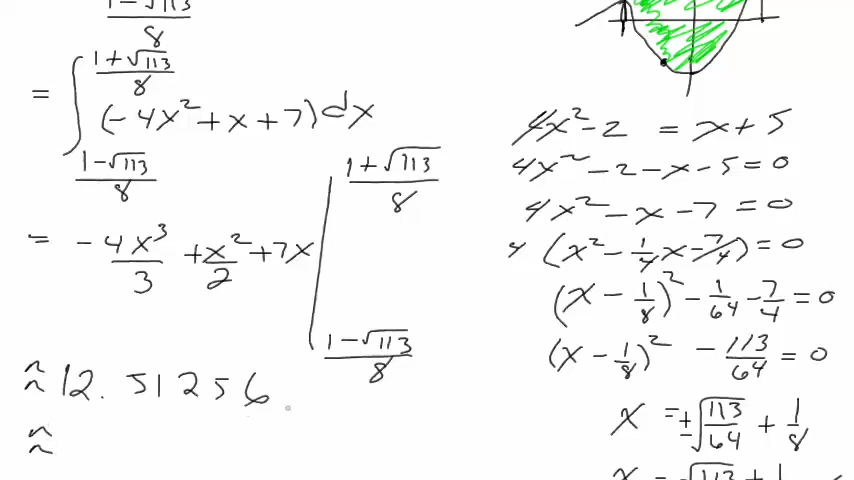 1-√113
8
= ∫ (-4x²+x+7)dx
1+√113
8
1-√113
8
= -4x³/3 + x²/2 + 7x |
1+√113
8
1-√113
8
≈ 12.51256
≈
4x²-2 = x+5
4x²-2-x-5=0
4x²-x-7=0
4(x²-1/4x-7/4)=0
(x-1/8)²-1/64-7/4=0
(x-1/8)²-113/64=0
x=±√113/64+1/8
x=√113+1